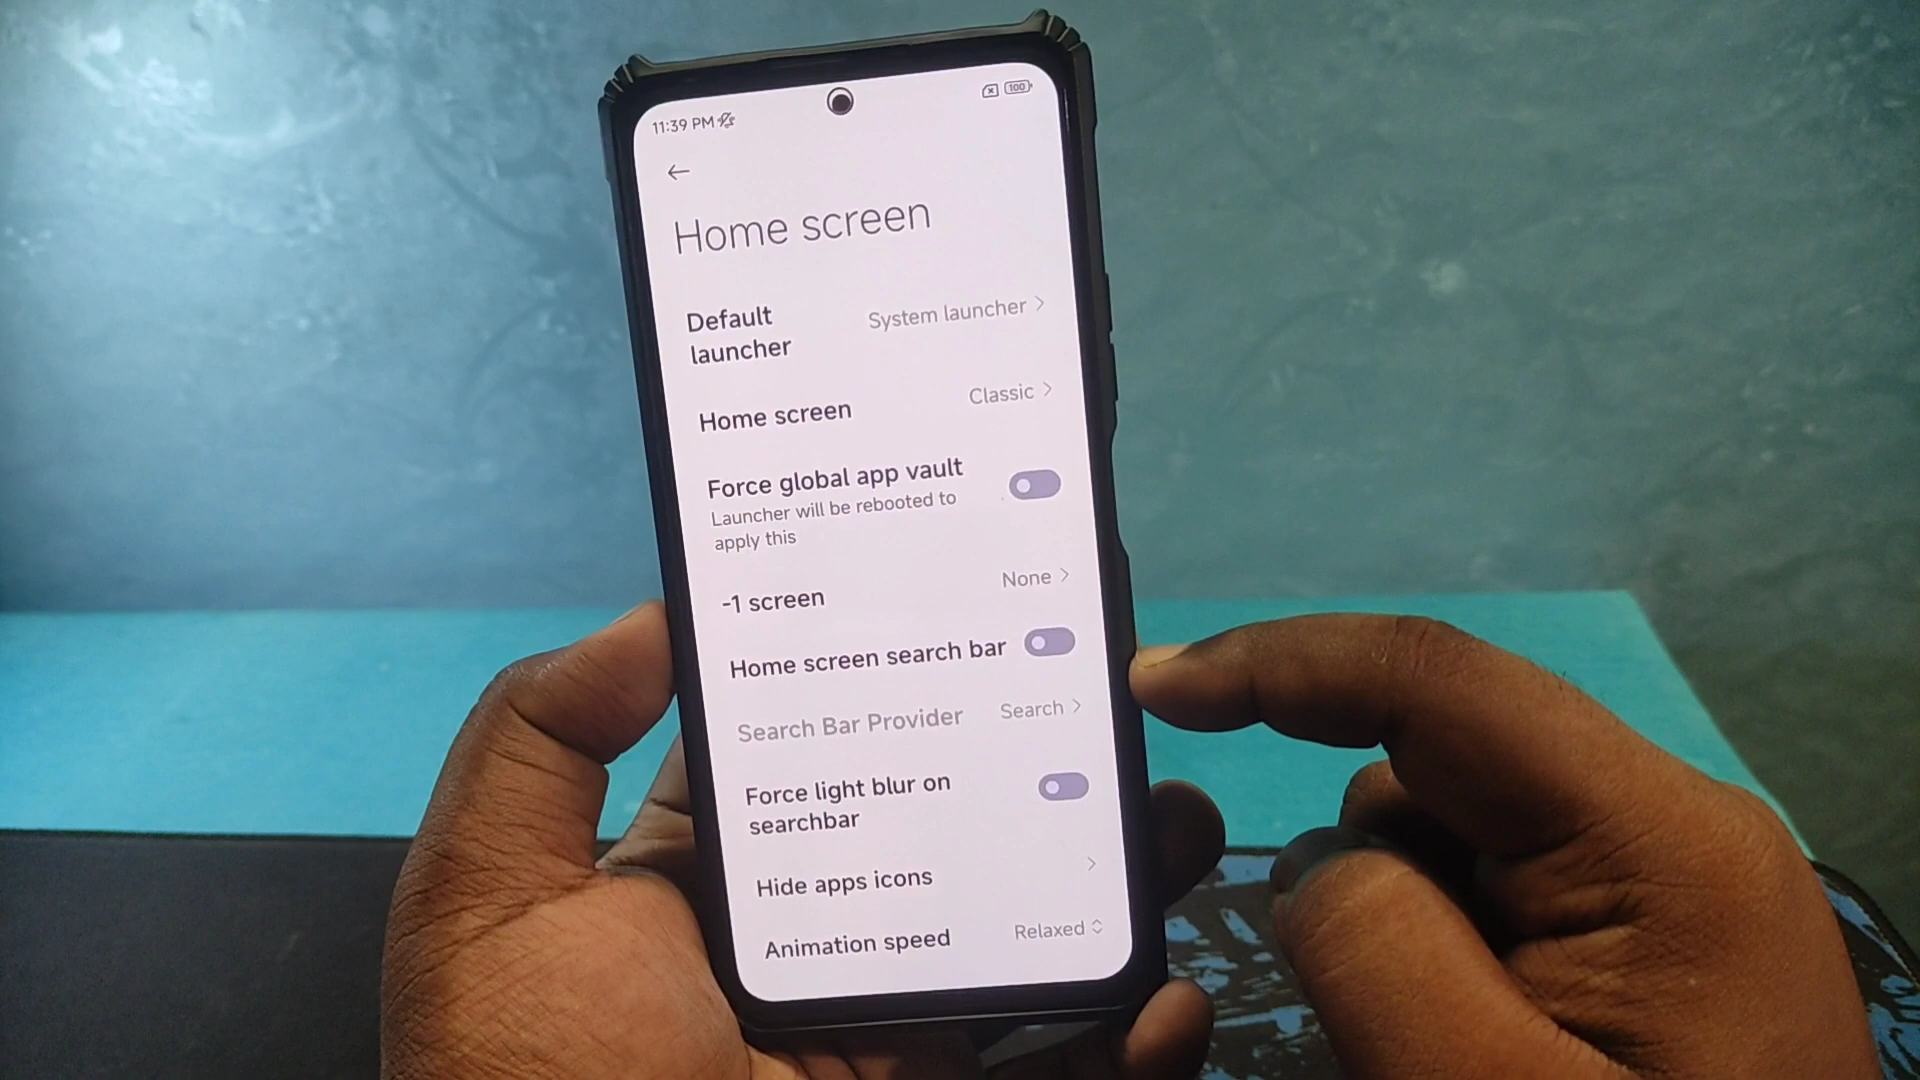 11:39 PM
100
Home screen
Default launcher
System launcher
Home screen
Classic
Force global app vault
Launcher will be rebooted to
apply this
-1 screen
None
Home screen search bar
Search Bar Provider
Search
Force light blur on
searchbar
Hide apps icons
Animation speed
Relaxed